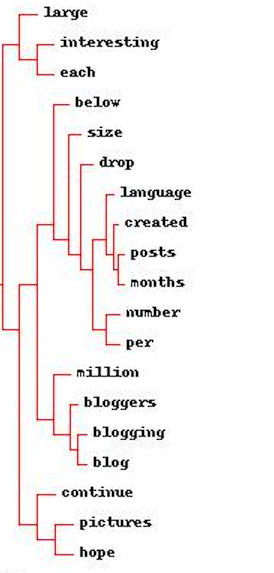 large
interesting
each
below
size
drop
language
created
posts
months
number
per
million
bloggers
blogging
blog
continue
pictures
hope